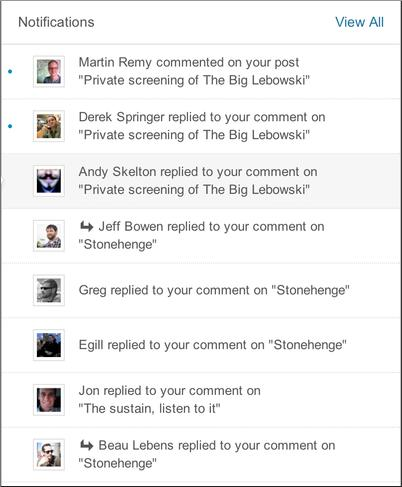 Notifications
View All
Martin Remy commented on your post
"Private screening of The Big Lebowski"
Derek Springer replied to your comment on
"Private screening of The Big Lebowski"
Andy Skelton replied to your comment on
"Private screening of The Big Lebowski"
Jeff Bowen replied to your comment on
"Stonehenge"
Greg replied to your comment on "Stonehenge"
Egill replied to your comment on "Stonehenge"
Jon replied to your comment on
"The sustain, listen to it"
Beau Lebens replied to your comment on
"Stonehenge"